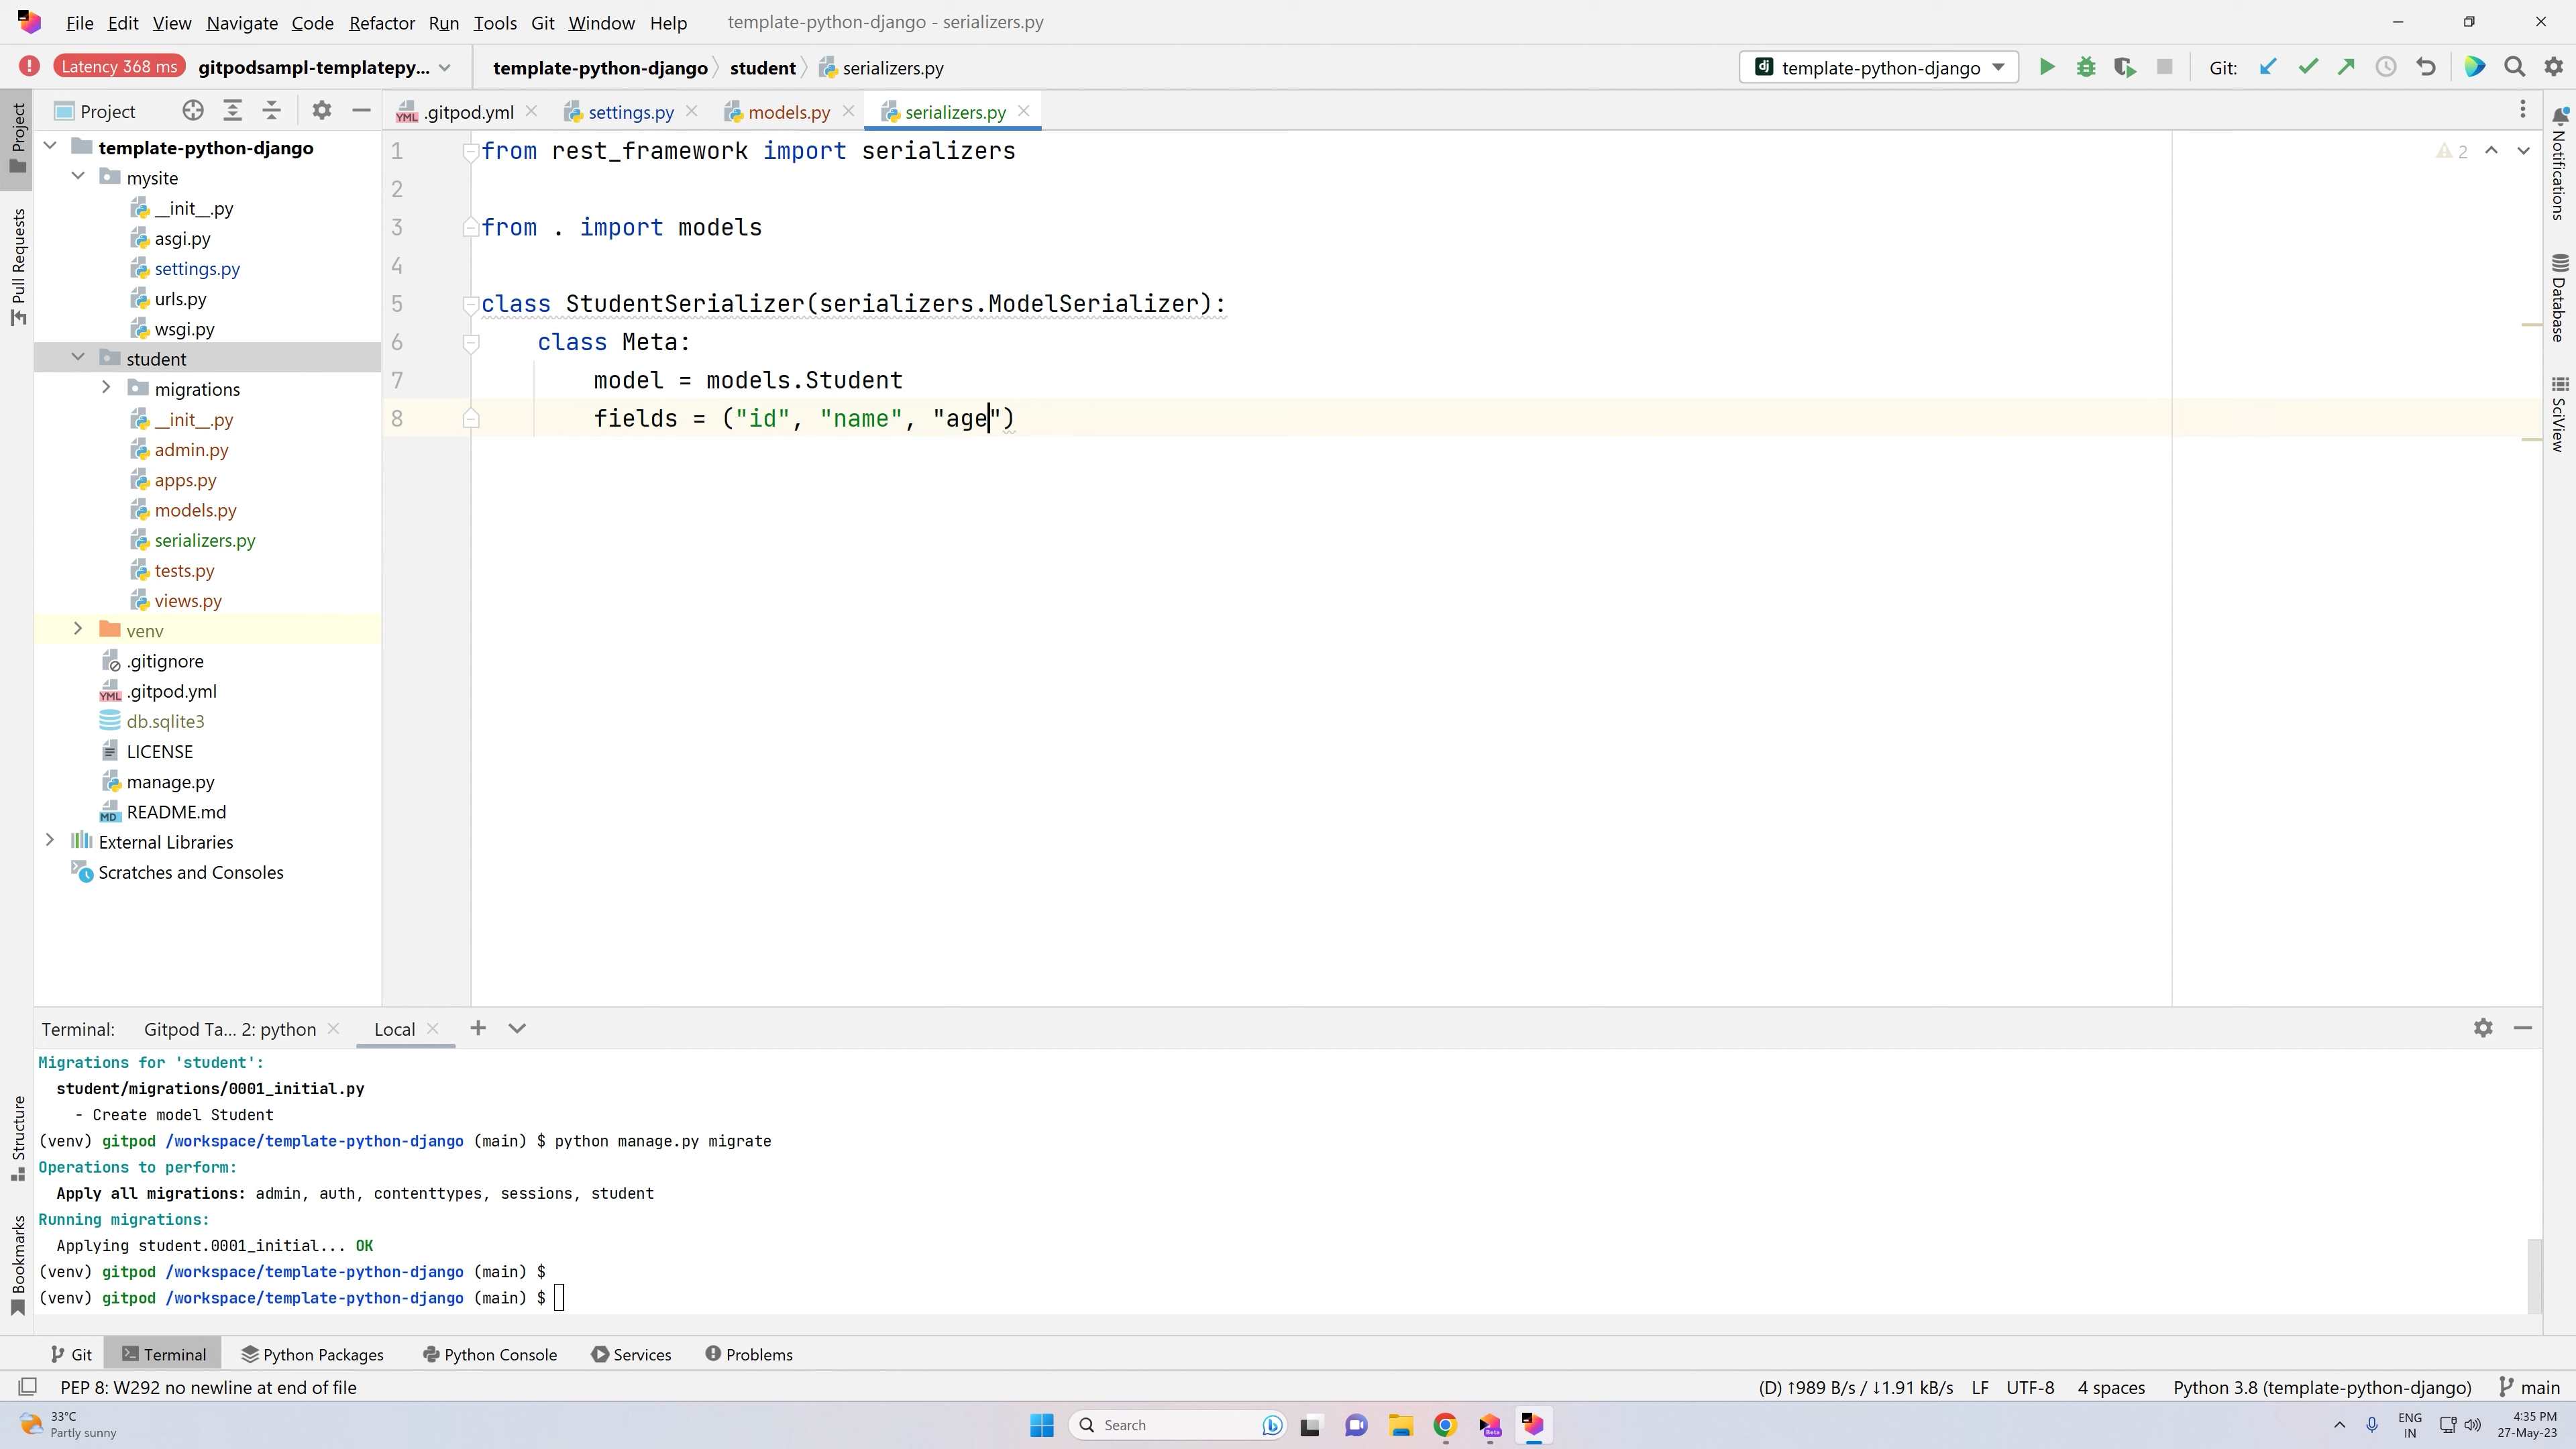 File Edit View Navigate Code Refactor Run Tools Git Window Help template-python-django - serializers.py
Latency 368 ms gitpodsampl-templatepy... template-python-django student serializers.py template-python-django Git:
Project .gitpod.yml settings.py models.py serializers.py
template-python-django
mysite
__init__.py
asgi.py
settings.py
urls.py
wsgi.py
student
migrations
__init__.py
admin.py
apps.py
models.py
serializers.py
tests.py
views.py
venv
.gitignore
.gitpod.yml
db.sqlite3
LICENSE
manage.py
README.md
External Libraries
Scratches and Consoles
1 from rest_framework import serializers
2
3 from . import models
4
5 class StudentSerializer(serializers.ModelSerializer):
6 class Meta:
7 model = models.Student
8 fields = ("id", "name", "age")
2
Project
Pull Requests
Structure
Bookmarks
Notifications
Database
SciView
Terminal: Gitpod Ta... 2: python Local
Migrations for 'student':
student/migrations/0001_initial.py
- Create model Student
(venv) gitpod /workspace/template-python-django (main) $ python manage.py migrate
Operations to perform:
Apply all migrations: admin, auth, contenttypes, sessions, student
Running migrations:
Applying student.0001_initial... OK
(venv) gitpod /workspace/template-python-django (main) $
(venv) gitpod /workspace/template-python-django (main) $
Git Terminal Python Packages Python Console Services Problems
PEP 8: W292 no newline at end of file (D) ↑989 B/s / ↓1.91 kB/s LF UTF-8 4 spaces Python 3.8 (template-python-django) main
33°C
Partly sunny
Search
Beta
ENG
IN
4:35 PM
27-May-23